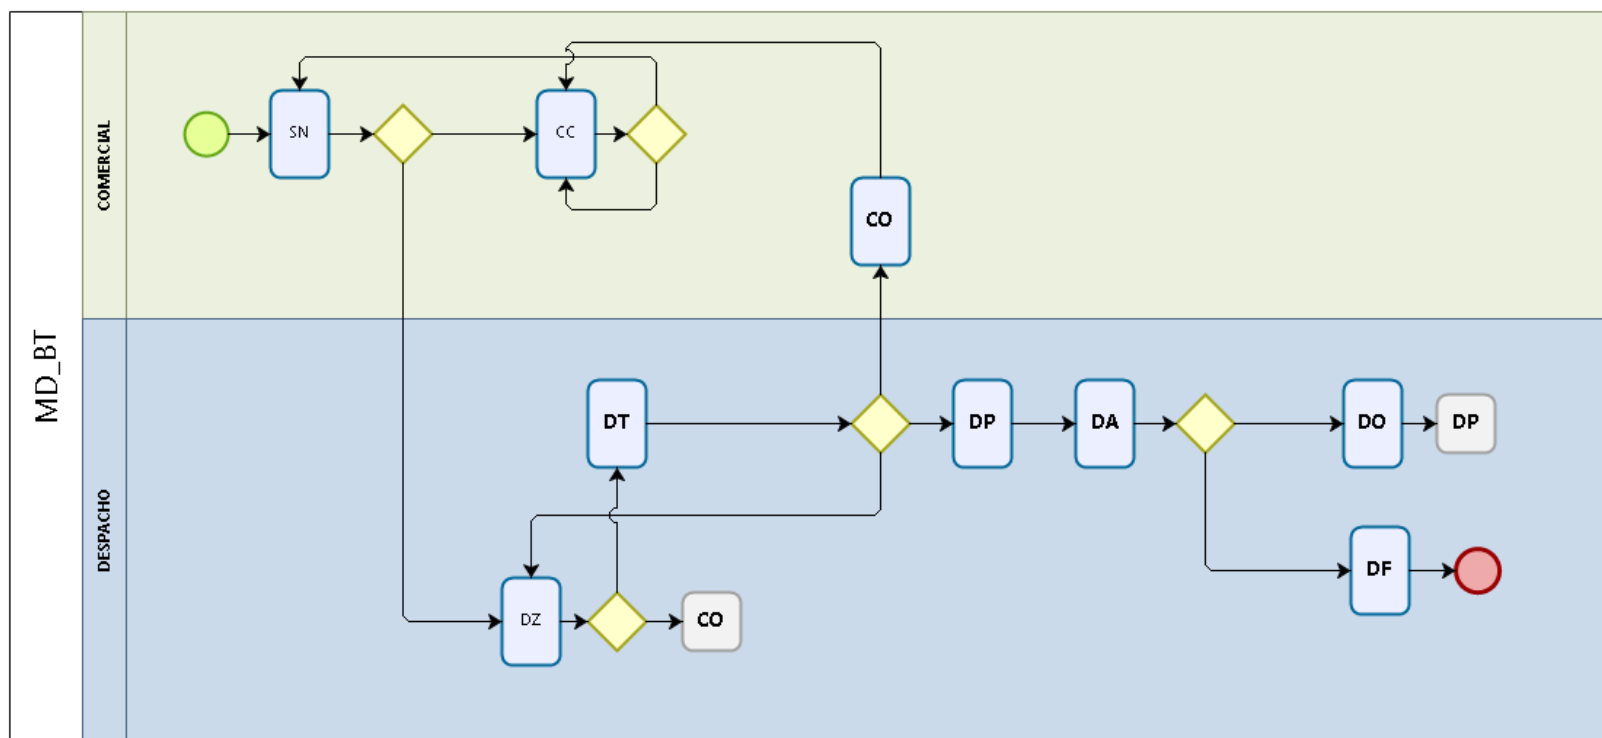 MD_BT
COMERCIAL
SN
CC
CO
DESPACHO
DT
DP
DA
DO
DP
DF
DZ
CO